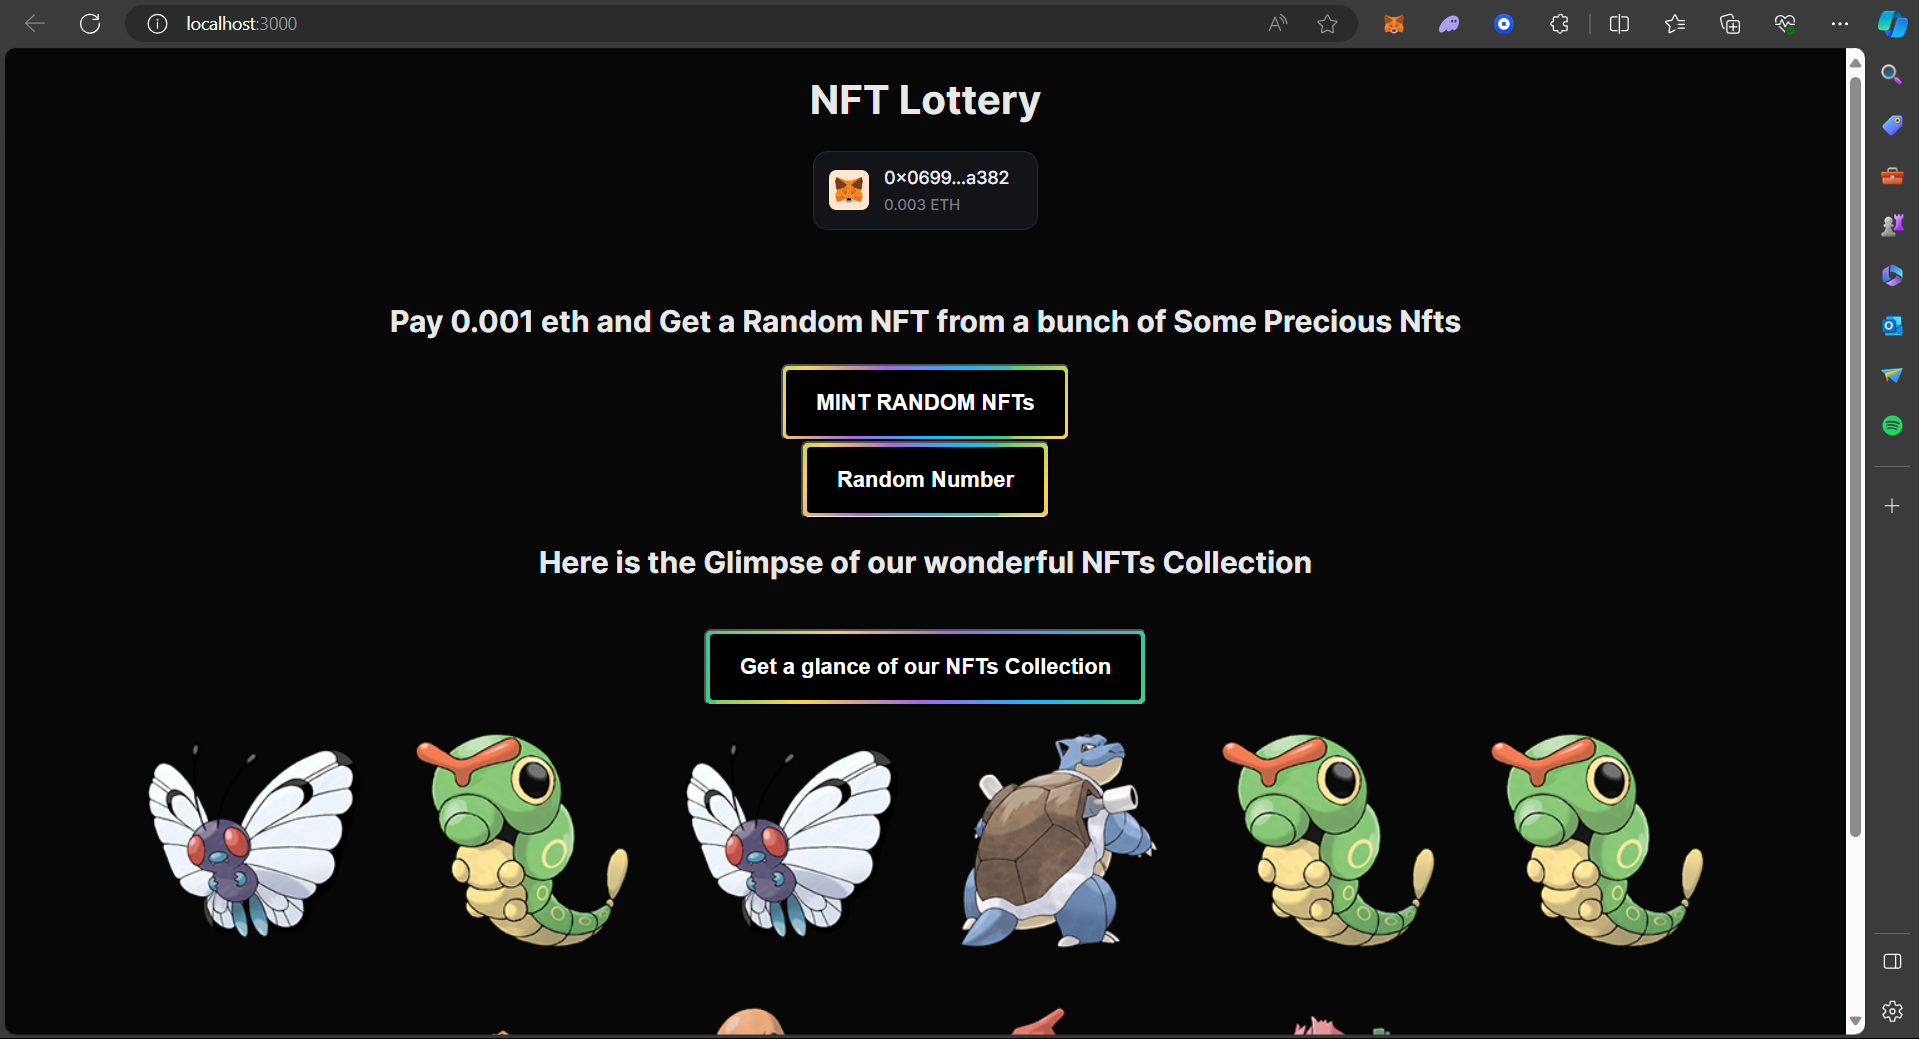 localhost:3000
NFT Lottery
0×0699...a382
0.003 ETH
Pay 0.001 eth and Get a Random NFT from a bunch of Some Precious Nfts
MINT RANDOM NFTs
Random Number
Here is the Glimpse of our wonderful NFTs Collection
Get a glance of our NFTs Collection